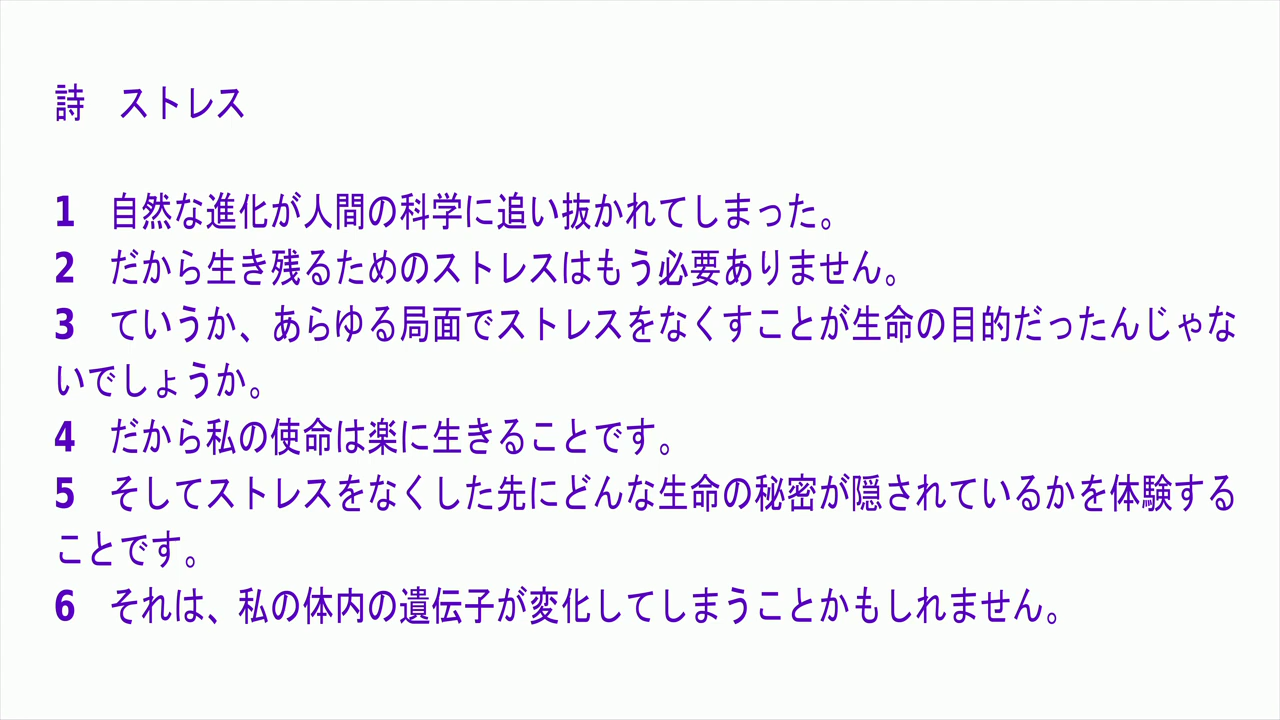 詩　ストレス
1　自然な進化が人間の科学に追い抜かれてしまった。
2　だから生き残るためのストレスはもう必要ありません。
3　ていうか、あらゆる局面でストレスをなくすことが生命の目的だったんじゃな
いでしょうか。
4　だから私の使命は楽に生きることです。
5　そしてストレスをなくした先にどんな生命の秘密が隠されているかを体験する
ことです。
6　それは、私の体内の遺伝子が変化してしまうことかもしれません。